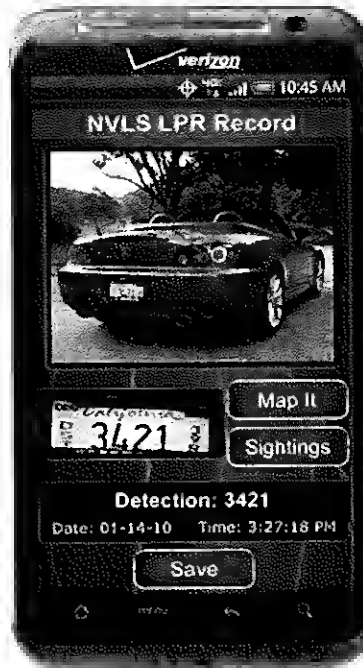 verizon
10:45 AM
NVLS LPR Record
California
3421
Map It
Sightings
Detection: 3421
Date: 01-14-10 Time: 3:27:18 PM
Save